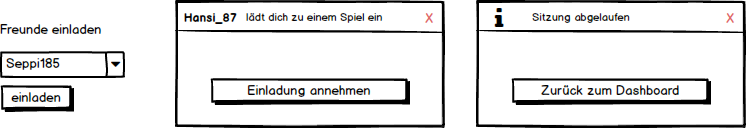 Freunde einladen
Seppi185
einladen
Hansi_87 lädt dich zu einem Spiel ein X
Einladung annehmen
i Sitzung abgelaufen X
Zurück zum Dashboard